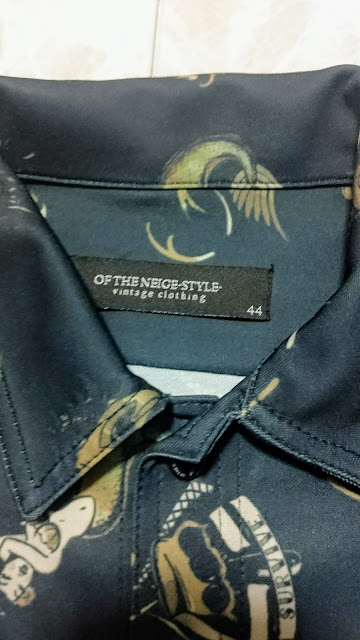 OF THE NEIGE-STYLE-
vintage clothing
44
SURVIVE